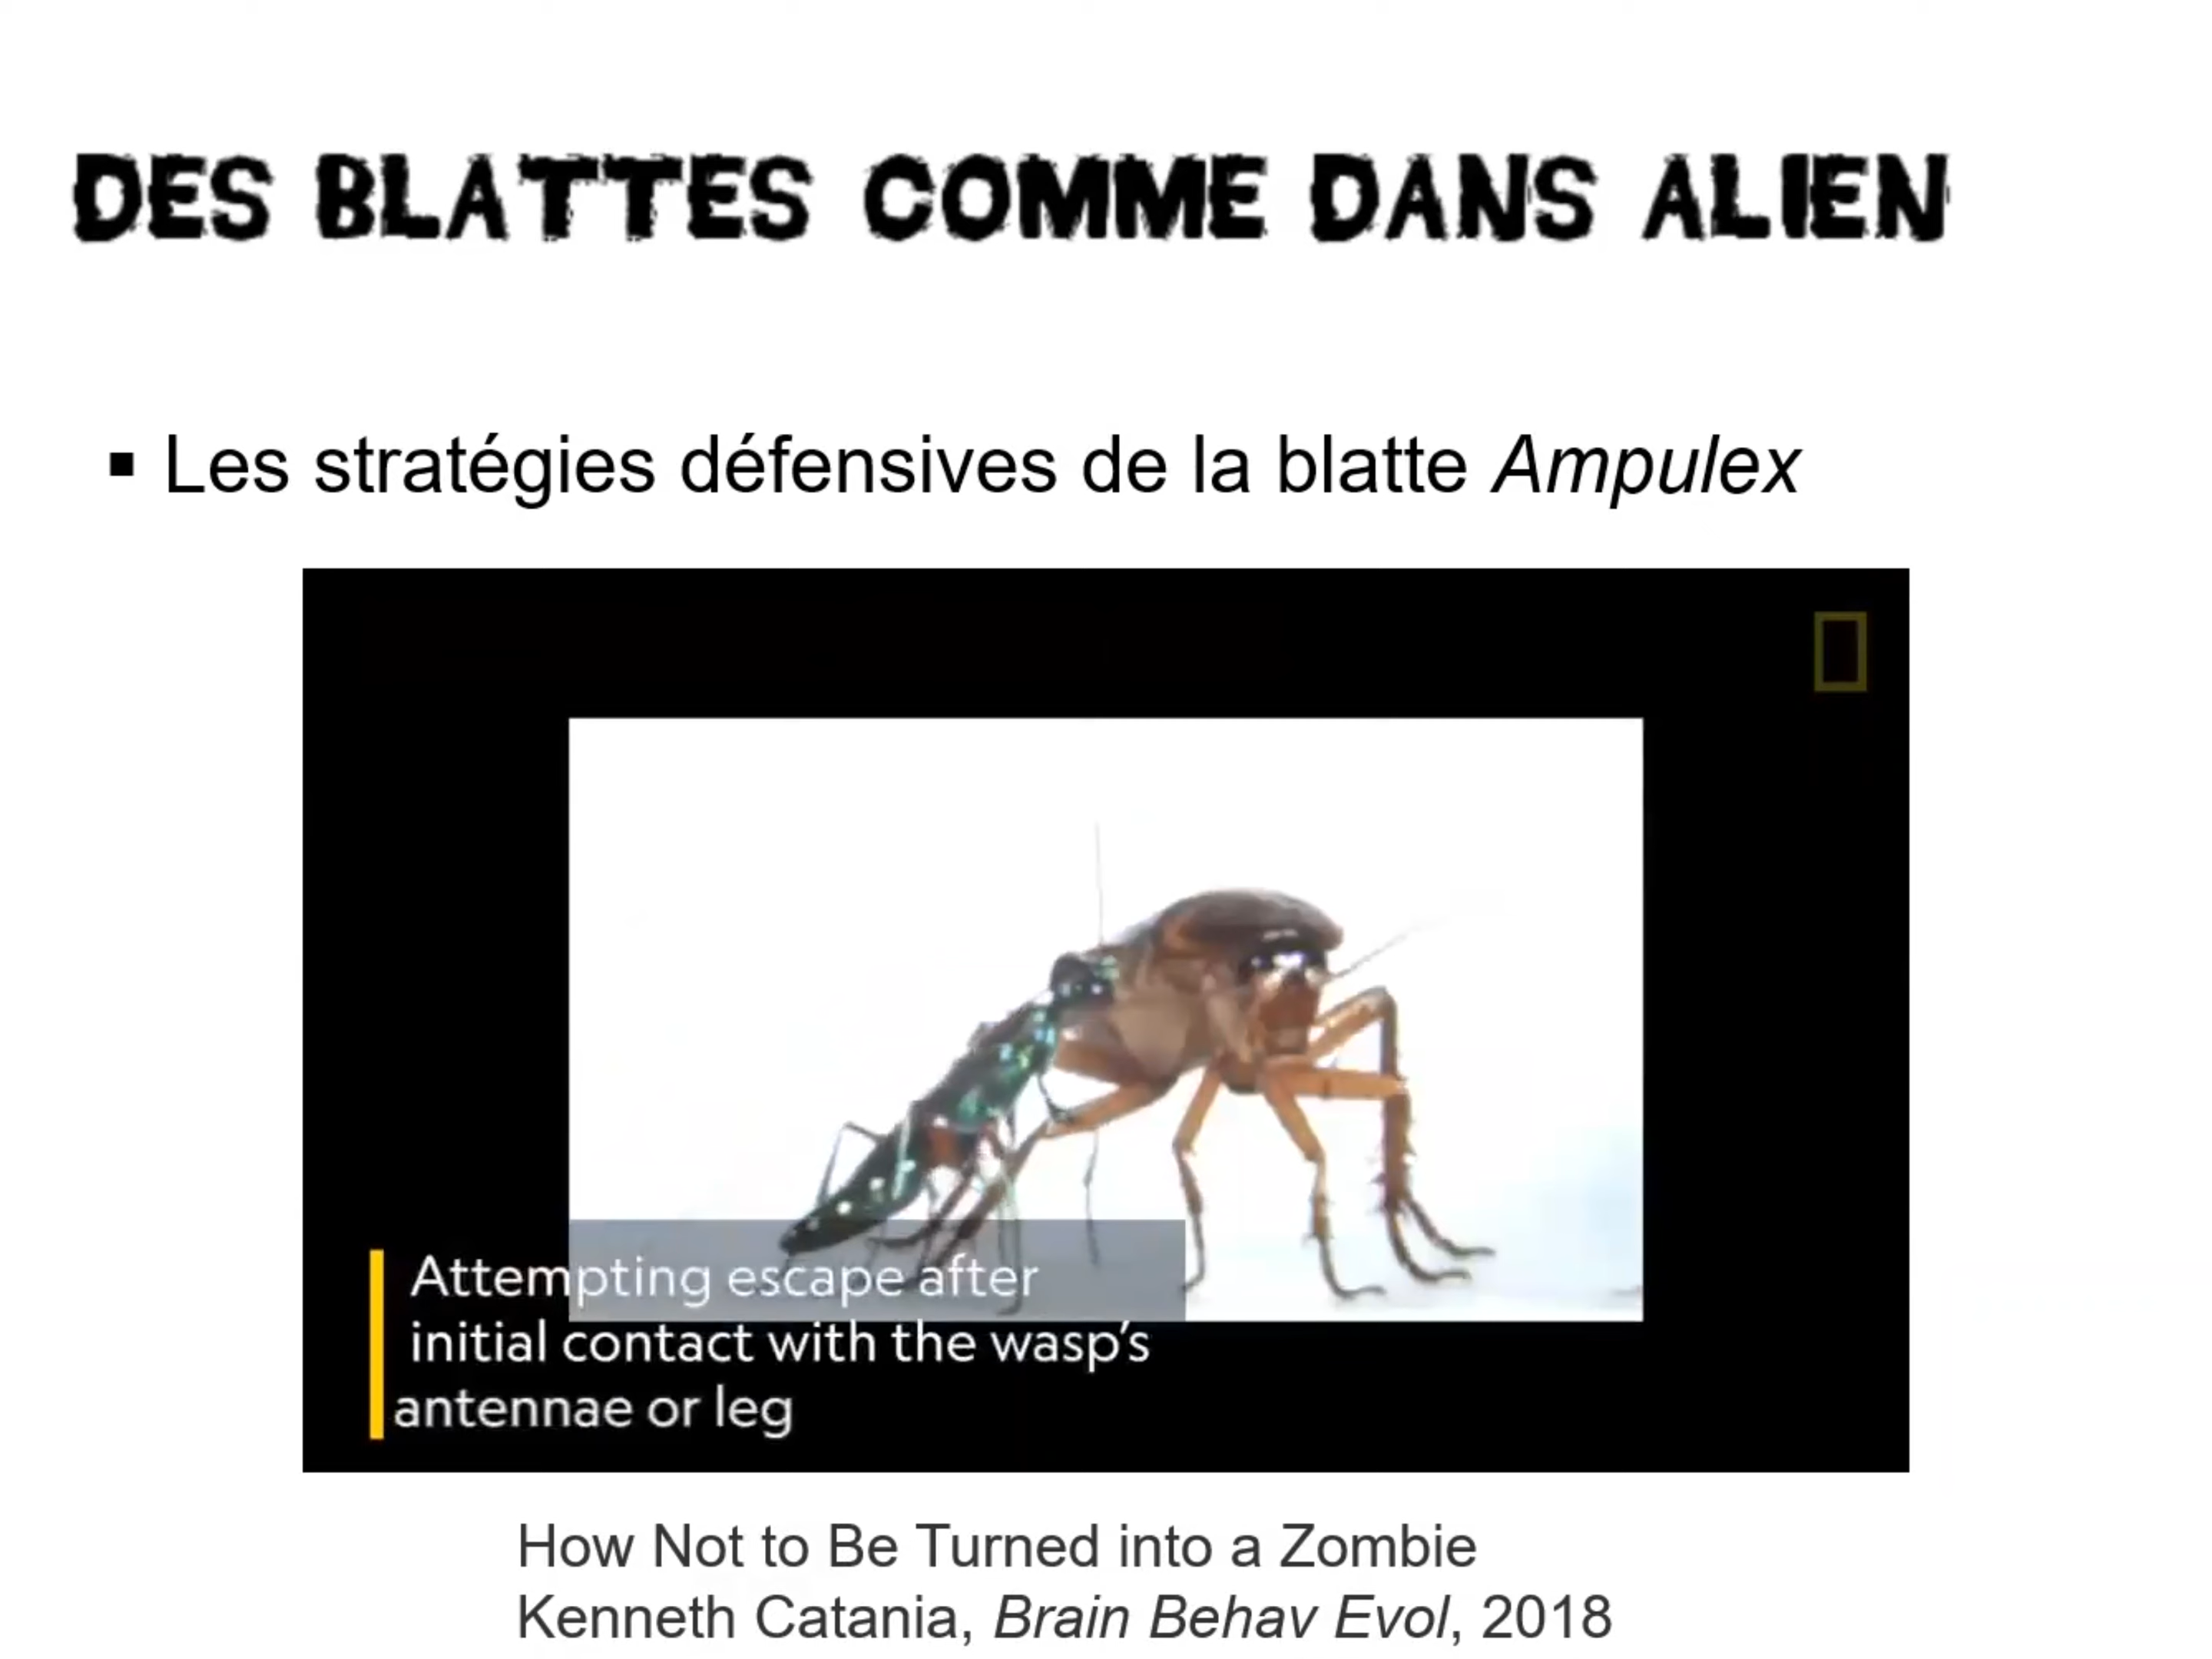 DES BLATTES COMME DANS ALIEN
▪ Les stratégies défensives de la blatte Ampulex
Attempting escape after
initial contact with the wasp's
antennae or leg
How Not to Be Turned into a Zombie
Kenneth Catania, Brain Behav Evol, 2018